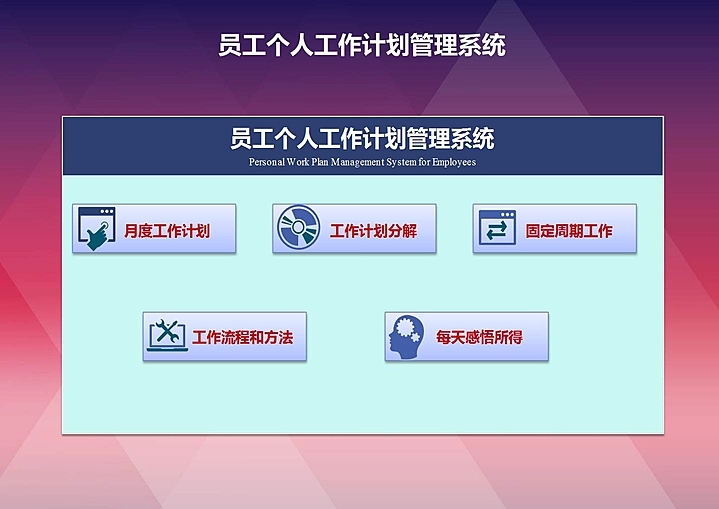 员工个人工作计划管理系统
员工个人工作计划管理系统
Personal Work Plan Management System for Employees
月度工作计划
工作计划分解
固定周期工作
工作流程和方法
每天感悟所得